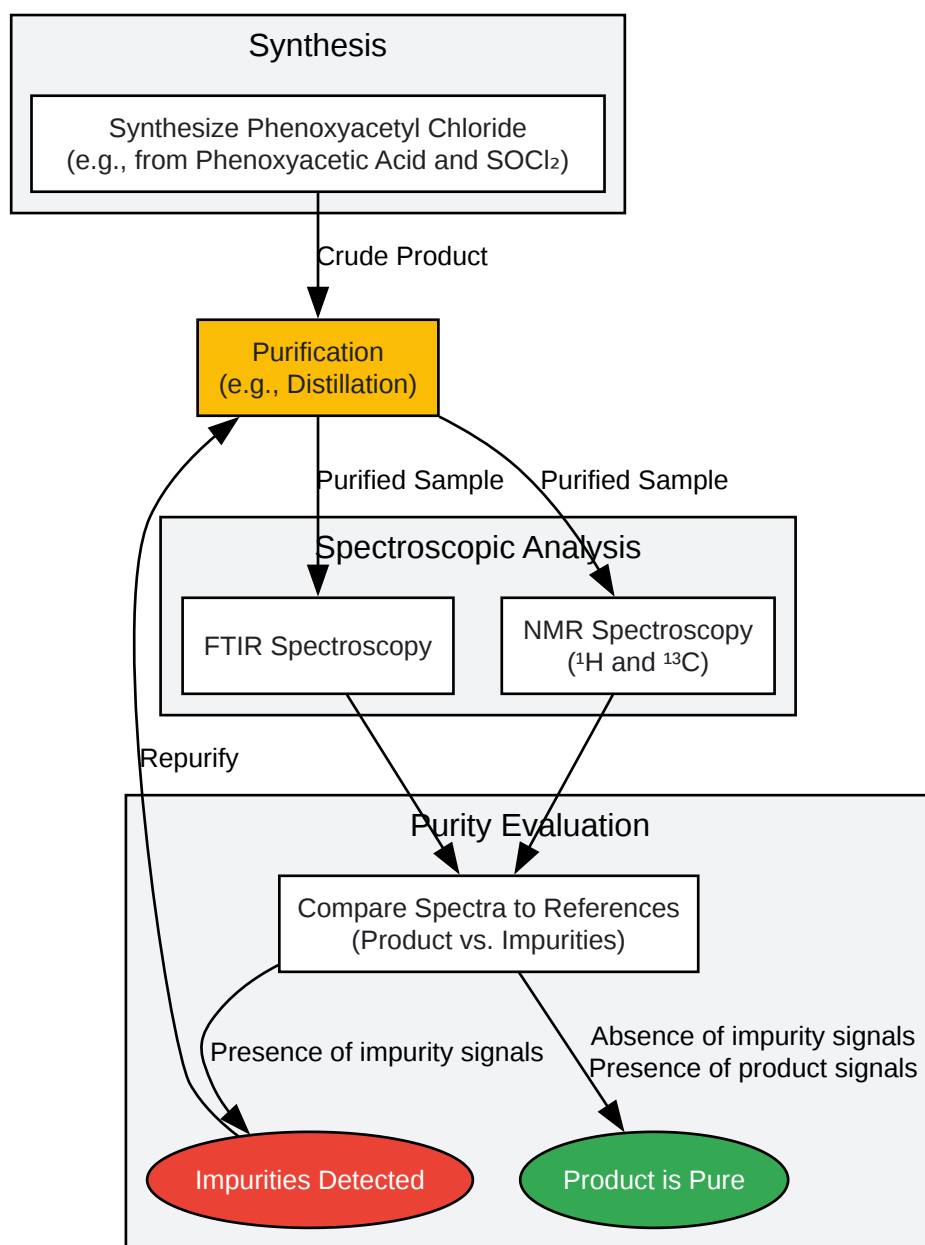 Synthesis
Synthesize Phenoxyacetyl Chloride
(e.g., from Phenoxyacetic Acid and SOCl₂)
Crude Product
Purification
(e.g., Distillation)
Purified Sample
Purified Sample
Spectroscopic Analysis
FTIR Spectroscopy
NMR Spectroscopy
(¹H and ¹³C)
Repurify
Purity Evaluation
Compare Spectra to References
(Product vs. Impurities)
Presence of impurity signals
Absence of impurity signals
Presence of product signals
Impurities Detected
Product is Pure